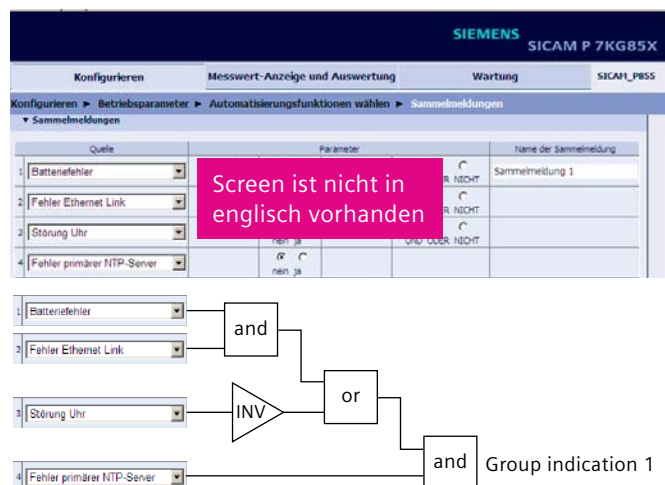 SIEMENS
SICAM P 7KG85X
Konfigurieren Messwert-Anzeige und Auswertung Wartung SICAM_P855
Konfigurieren ► Betriebsparameter ► Automatisierungsfunktionen wählen ► Sammelmeldungen
▼ Sammelmeldungen
Quelle Parameter Name der Sammelmeldung
1 Batteriefehler NICHT Sammelmeldung 1
2 Fehler Ethernet Link NICHT
3 Störung Uhr nein ja UND ODER NICHT
4 Fehler primärer NTP-Server nein ja
Screen ist nicht in
englisch vorhanden
1 Batteriefehler
and
2 Fehler Ethernet Link
or
3 Störung Uhr INV
and Group indication 1
4 Fehler primärer NTP-Server